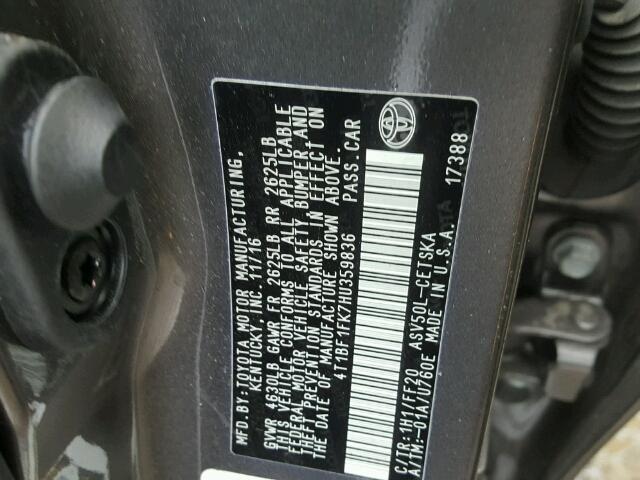 MFD. BY: TOYOTA MOTOR MANUFACTURING,
KENTUCKY, INC. 11/16
GVWR 4630LB GAWR FR 2625LB RR 2625LB
THIS VEHICLE CONFORMS TO ALL APPLICABLE
FEDERAL MOTOR VEHICLE SAFETY, BUMPER, AND
THEFT PREVENTION STANDARDS IN EFFECT ON
THE DATE OF MANUFACTURE SHOWN ABOVE.
4T1BF1FK7HU359836 PASS. CAR
C/TR: 1H1/FF20 ASV50L-CETSKA
A/TM: -01A/U760E MADE IN U.S.A.
17388